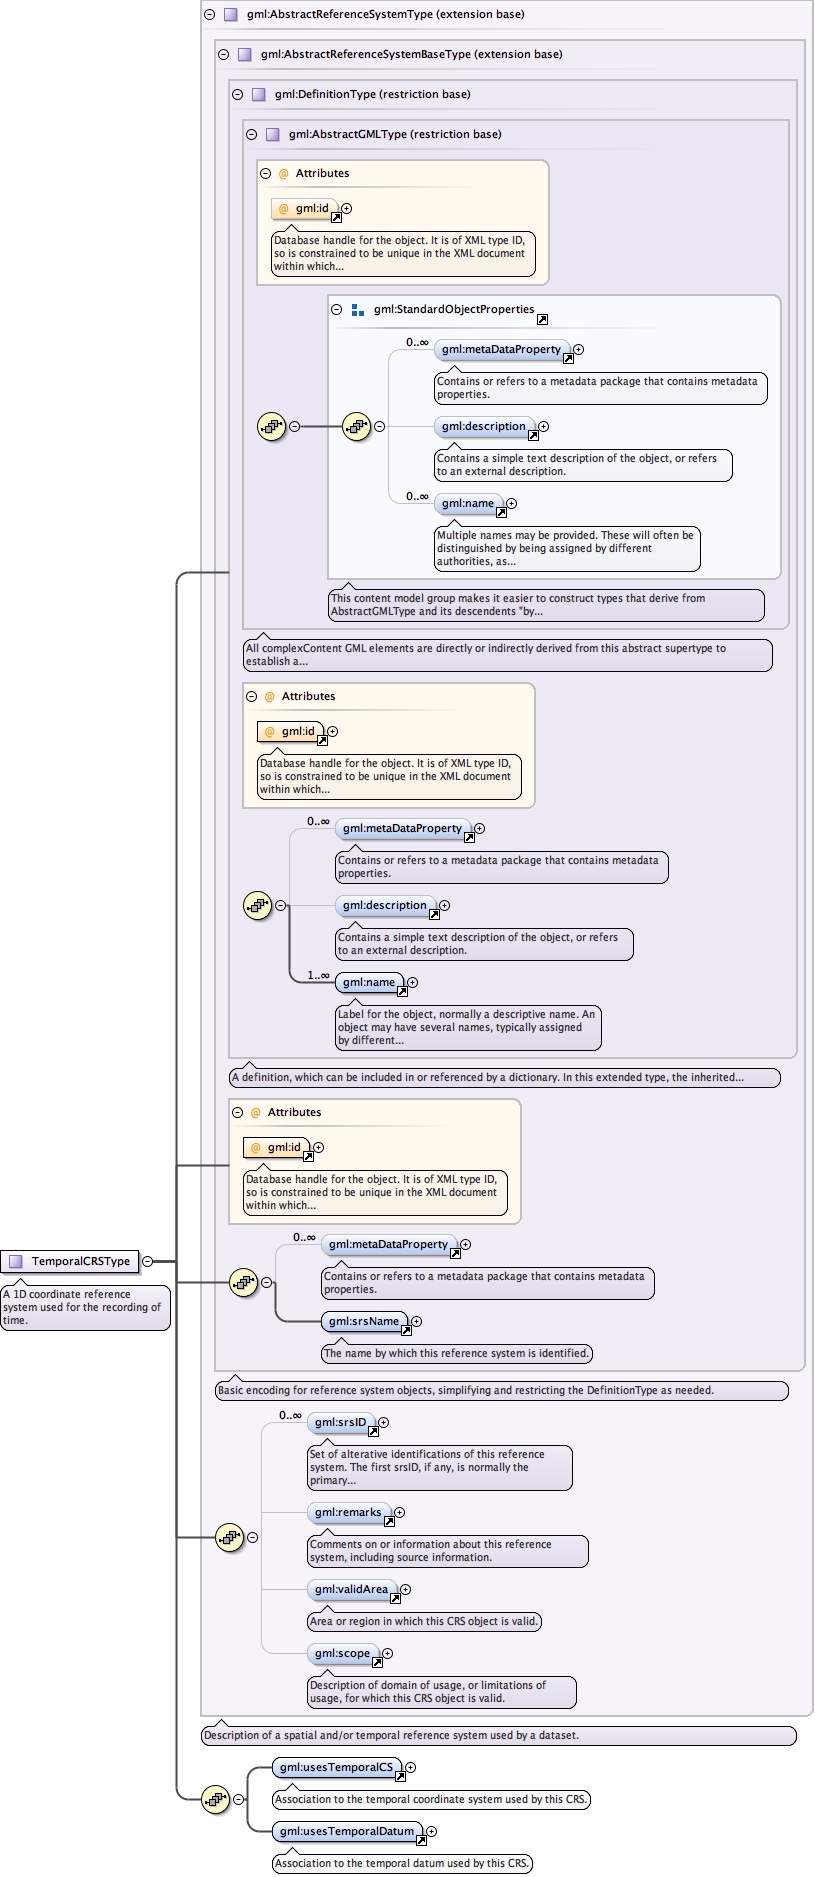 gml:AbstractReferenceSystemType (extension base)
gml:AbstractReferenceSystemBaseType (extension base)
gml:DefinitionType (restriction base)
gml:AbstractGMLType (restriction base)
@ Attributes
@ gml:id
Database handle for the object. It is of XML type ID,
so is constrained to be unique in the XML document
within which...
gml:StandardObjectProperties
0..∞
gml:metaDataProperty
Contains or refers to a metadata package that contains metadata
properties.
gml:description
Contains a simple text description of the object, or refers
to an external description.
0..∞
gml:name
Multiple names may be provided. These will often be
distinguished by being assigned by different
authorities, as...
This content model group makes it easier to construct types that derive from
AbstractGMLType and its descendents "by...
All complexContent GML elements are directly or indirectly derived from this abstract supertype to
establish a...
@ Attributes
@ gml:id
Database handle for the object. It is of XML type ID,
so is constrained to be unique in the XML document
within which...
0..∞
gml:metaDataProperty
Contains or refers to a metadata package that contains metadata
properties.
gml:description
Contains a simple text description of the object, or refers
to an external description.
1..∞
gml:name
Label for the object, normally a descriptive name. An
object may have several names, typically assigned
by different...
A definition, which can be included in or referenced by a dictionary. In this extended type, the inherited...
@ Attributes
@ gml:id
Database handle for the object. It is of XML type ID,
so is constrained to be unique in the XML document
within which...
TemporalCRSType
A 1D coordinate reference
system used for the recording of
time.
0..∞
gml:metaDataProperty
Contains or refers to a metadata package that contains metadata
properties.
gml:srsName
The name by which this reference system is identified.
Basic encoding for reference system objects, simplifying and restricting the DefinitionType as needed.
0..∞
gml:srsID
Set of alterative identifications of this reference
system. The first srsID, if any, is normally the
primary...
gml:remarks
Comments on or information about this reference
system, including source information.
gml:validArea
Area or region in which this CRS object is valid.
gml:scope
Description of domain of usage, or limitations of
usage, for which this CRS object is valid.
Description of a spatial and/or temporal reference system used by a dataset.
gml:usesTemporalCS
Association to the temporal coordinate system used by this CRS.
gml:usesTemporalDatum
Association to the temporal datum used by this CRS.